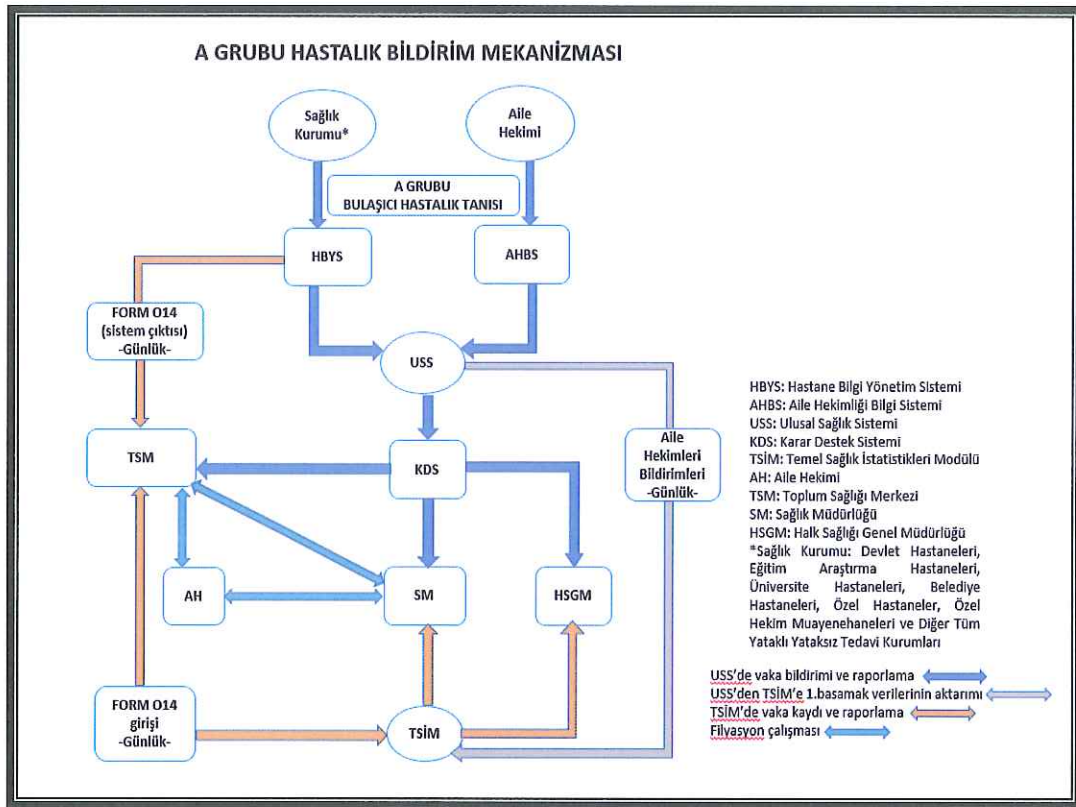 A GRUBU HASTALIK BİLDİRİM MEKANİZMASI
Sağlık
Kurumu*
Aile
Hekimi
A GRUBU
BULAŞICI HASTALIK TANISI
HBYS
AHBS
FORM O14
(sistem çıktısı)
-Günlük-
USS
TSM
KDS
Aile
Hekimleri
Bildirimleri
-Günlük-
AH
SM
HSGM
FORM O14
girişi
-Günlük-
TSİM
HBYS: Hastane Bilgi Yönetim Sistemi
AHBS: Aile Hekimliği Bilgi Sistemi
USS: Ulusal Sağlık Sistemi
KDS: Karar Destek Sistemi
TSİM: Temel Sağlık İstatistikleri Modülü
AH: Aile Hekimi
TSM: Toplum Sağlığı Merkezi
SM: Sağlık Müdürlüğü
HSGM: Halk Sağlığı Genel Müdürlüğü
*Sağlık Kurumu: Devlet Hastaneleri,
Eğitim Araştırma Hastaneleri,
Üniversite Hastaneleri, Belediye
Hastaneleri, Özel Hastaneler, Özel
Hekim Muayenehaneleri ve Diğer Tüm
Yataklı Yataksız Tedavi Kurumları
USS'de vaka bildirimi ve raporlama
USS'den TSİM'e 1.basamak verilerinin aktarımı
TSİM'de vaka kaydı ve raporlama
Filyasyon çalışması